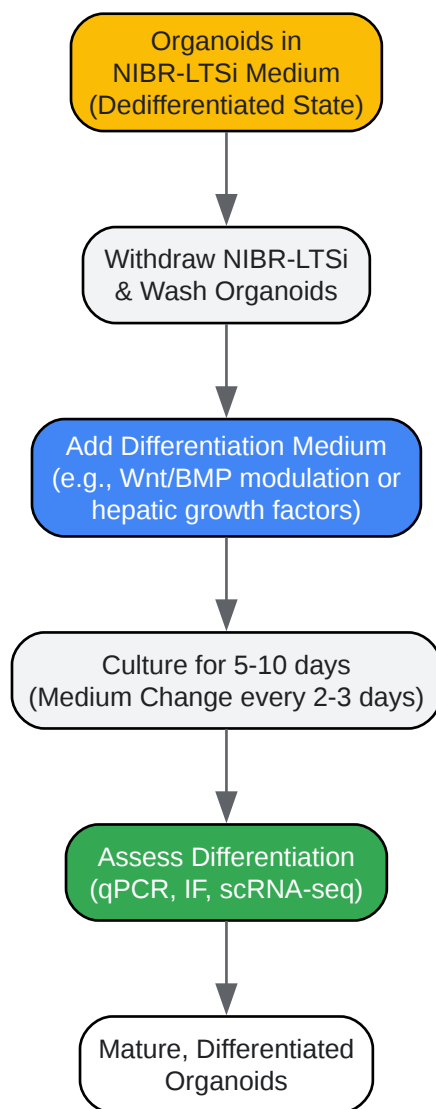 Organoids in
NIBR-LTSi Medium
(Dedifferentiated State)
Withdraw NIBR-LTSi
& Wash Organoids
Add Differentiation Medium
(e.g., Wnt/BMP modulation or
hepatic growth factors)
Culture for 5-10 days
(Medium Change every 2-3 days)
Assess Differentiation
(qPCR, IF, scRNA-seq)
Mature, Differentiated
Organoids